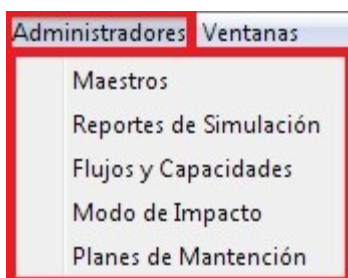 Administradores Ventanas
Maestros
Reportes de Simulación
Flujos y Capacidades
Modo de Impacto
Planes de Mantención